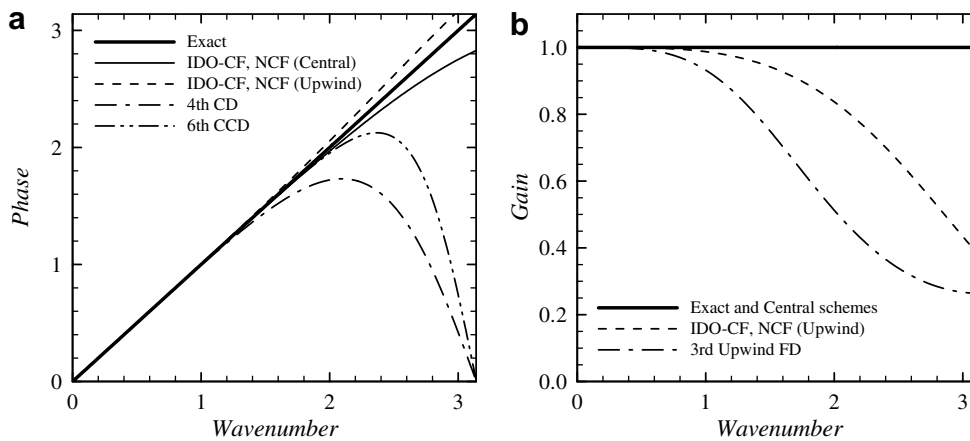 a
3
2
1
0
Phase
Exact
IDO-CF, NCF (Central)
IDO-CF, NCF (Upwind)
4th CD
6th CCD
0
1
2
3
Wavenumber
b
1.0
0.8
0.6
0.4
0.2
0.0
Gain
Exact and Central schemes
IDO-CF, NCF (Upwind)
3rd Upwind FD
0
1
2
3
Wavenumber